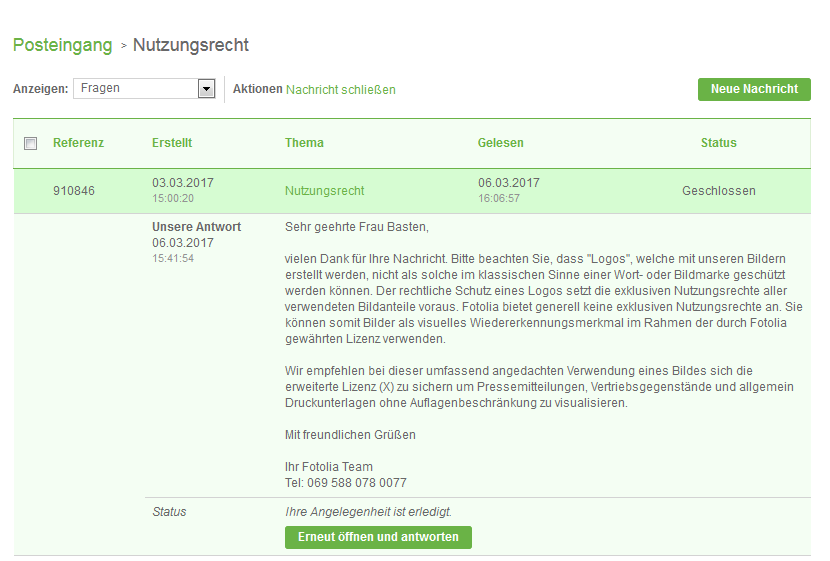 Posteingang > Nutzungsrecht
Anzeigen: Fragen Aktionen Nachricht schließen Neue Nachricht
Referenz Erstellt Thema Gelesen Status
910846 03.03.2017 15:00:20 Nutzungsrecht 06.03.2017 16:06:57 Geschlossen
Unsere Antwort
06.03.2017
15:41:54
Sehr geehrte Frau Basten,
vielen Dank für Ihre Nachricht. Bitte beachten Sie, dass "Logos", welche mit unseren Bildern
erstellt werden, nicht als solche im klassischen Sinne einer Wort- oder Bildmarke geschützt
werden können. Der rechtliche Schutz eines Logos setzt die exklusiven Nutzungsrechte aller
verwendeten Bildanteile voraus. Fotolia bietet generell keine exklusiven Nutzungsrechte an. Sie
können somit Bilder als visuelles Wiedererkennungsmerkmal im Rahmen der durch Fotolia
gewährten Lizenz verwenden.
Wir empfehlen bei dieser umfassend angedachten Verwendung eines Bildes sich die
erweiterte Lizenz (X) zu sichern um Pressemitteilungen, Vertriebsgegenstände und allgemein
Druckunterlagen ohne Auflagenbeschränkung zu visualisieren.
Mit freundlichen Grüßen
Ihr Fotolia Team
Tel: 069 588 078 0077
Status Ihre Angelegenheit ist erledigt.
Erneut öffnen und antworten